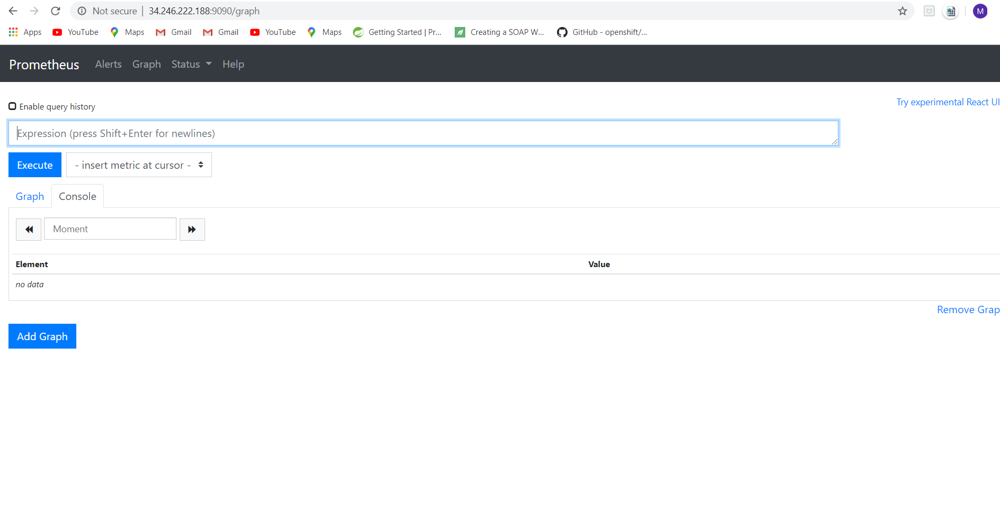 Not secure | 34.246.222.188:9090/graph M
Apps YouTube Maps Gmail Gmail YouTube Maps Getting Started | Pr... Creating a SOAP W... GitHub - openshift/...
Prometheus Alerts Graph Status Help
Enable query history Try experimental React UI
Expression (press Shift+Enter for newlines)
Execute - insert metric at cursor -
Graph Console
Moment
Element Value
no data
Remove Grap
Add Graph